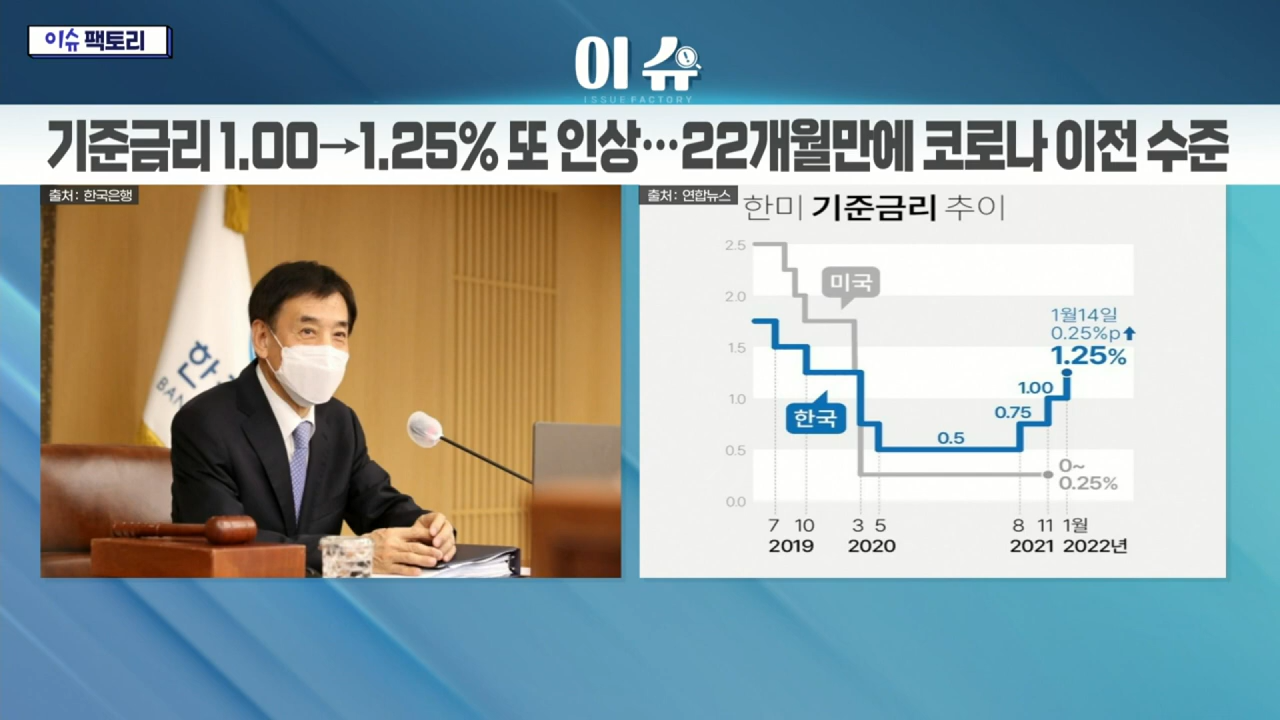 이슈 팩토리
이슈
ISSUE FACTORY
기준금리 1.00→1.25% 또 인상…22개월만에 코로나 이전 수준
출처: 한국은행
한
BAN
출처: 연합뉴스
한미 기준금리 추이
2.5
2.0
1.5
1.0
0.5
0.0
미국
한국
0.5
0.75
1.00
1월14일
0.25%p⬆
1.25%
0~
0.25%
7 10 3 5 8 11 1월
2019 2020 2021 2022년